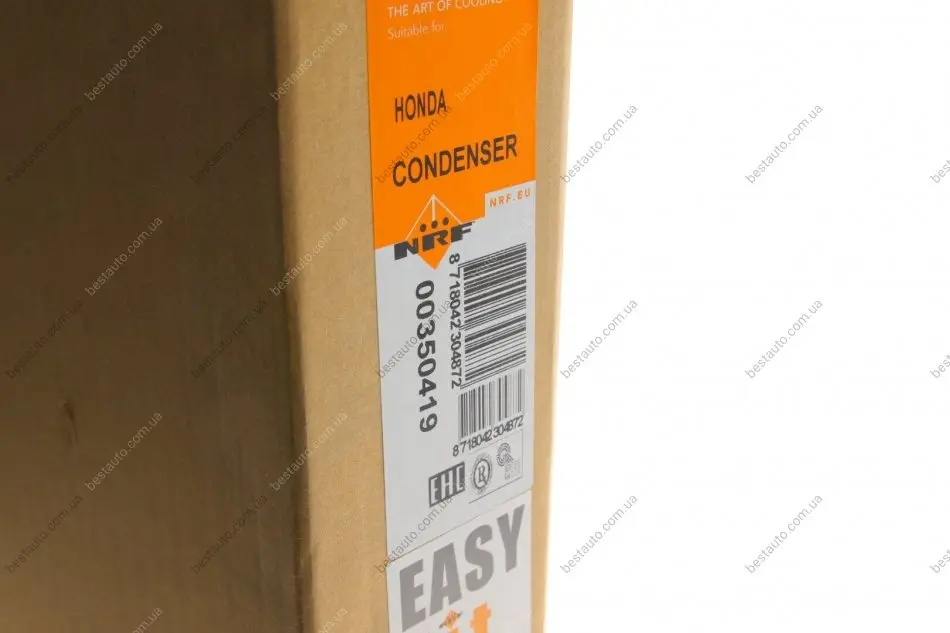 THE ART OF COOLING
Suitable for
HONDA
CONDENSER
NRF.EU
NRF
8718042304872
00350419
8718042304872
EAC
EASY
bestauto.com.ua